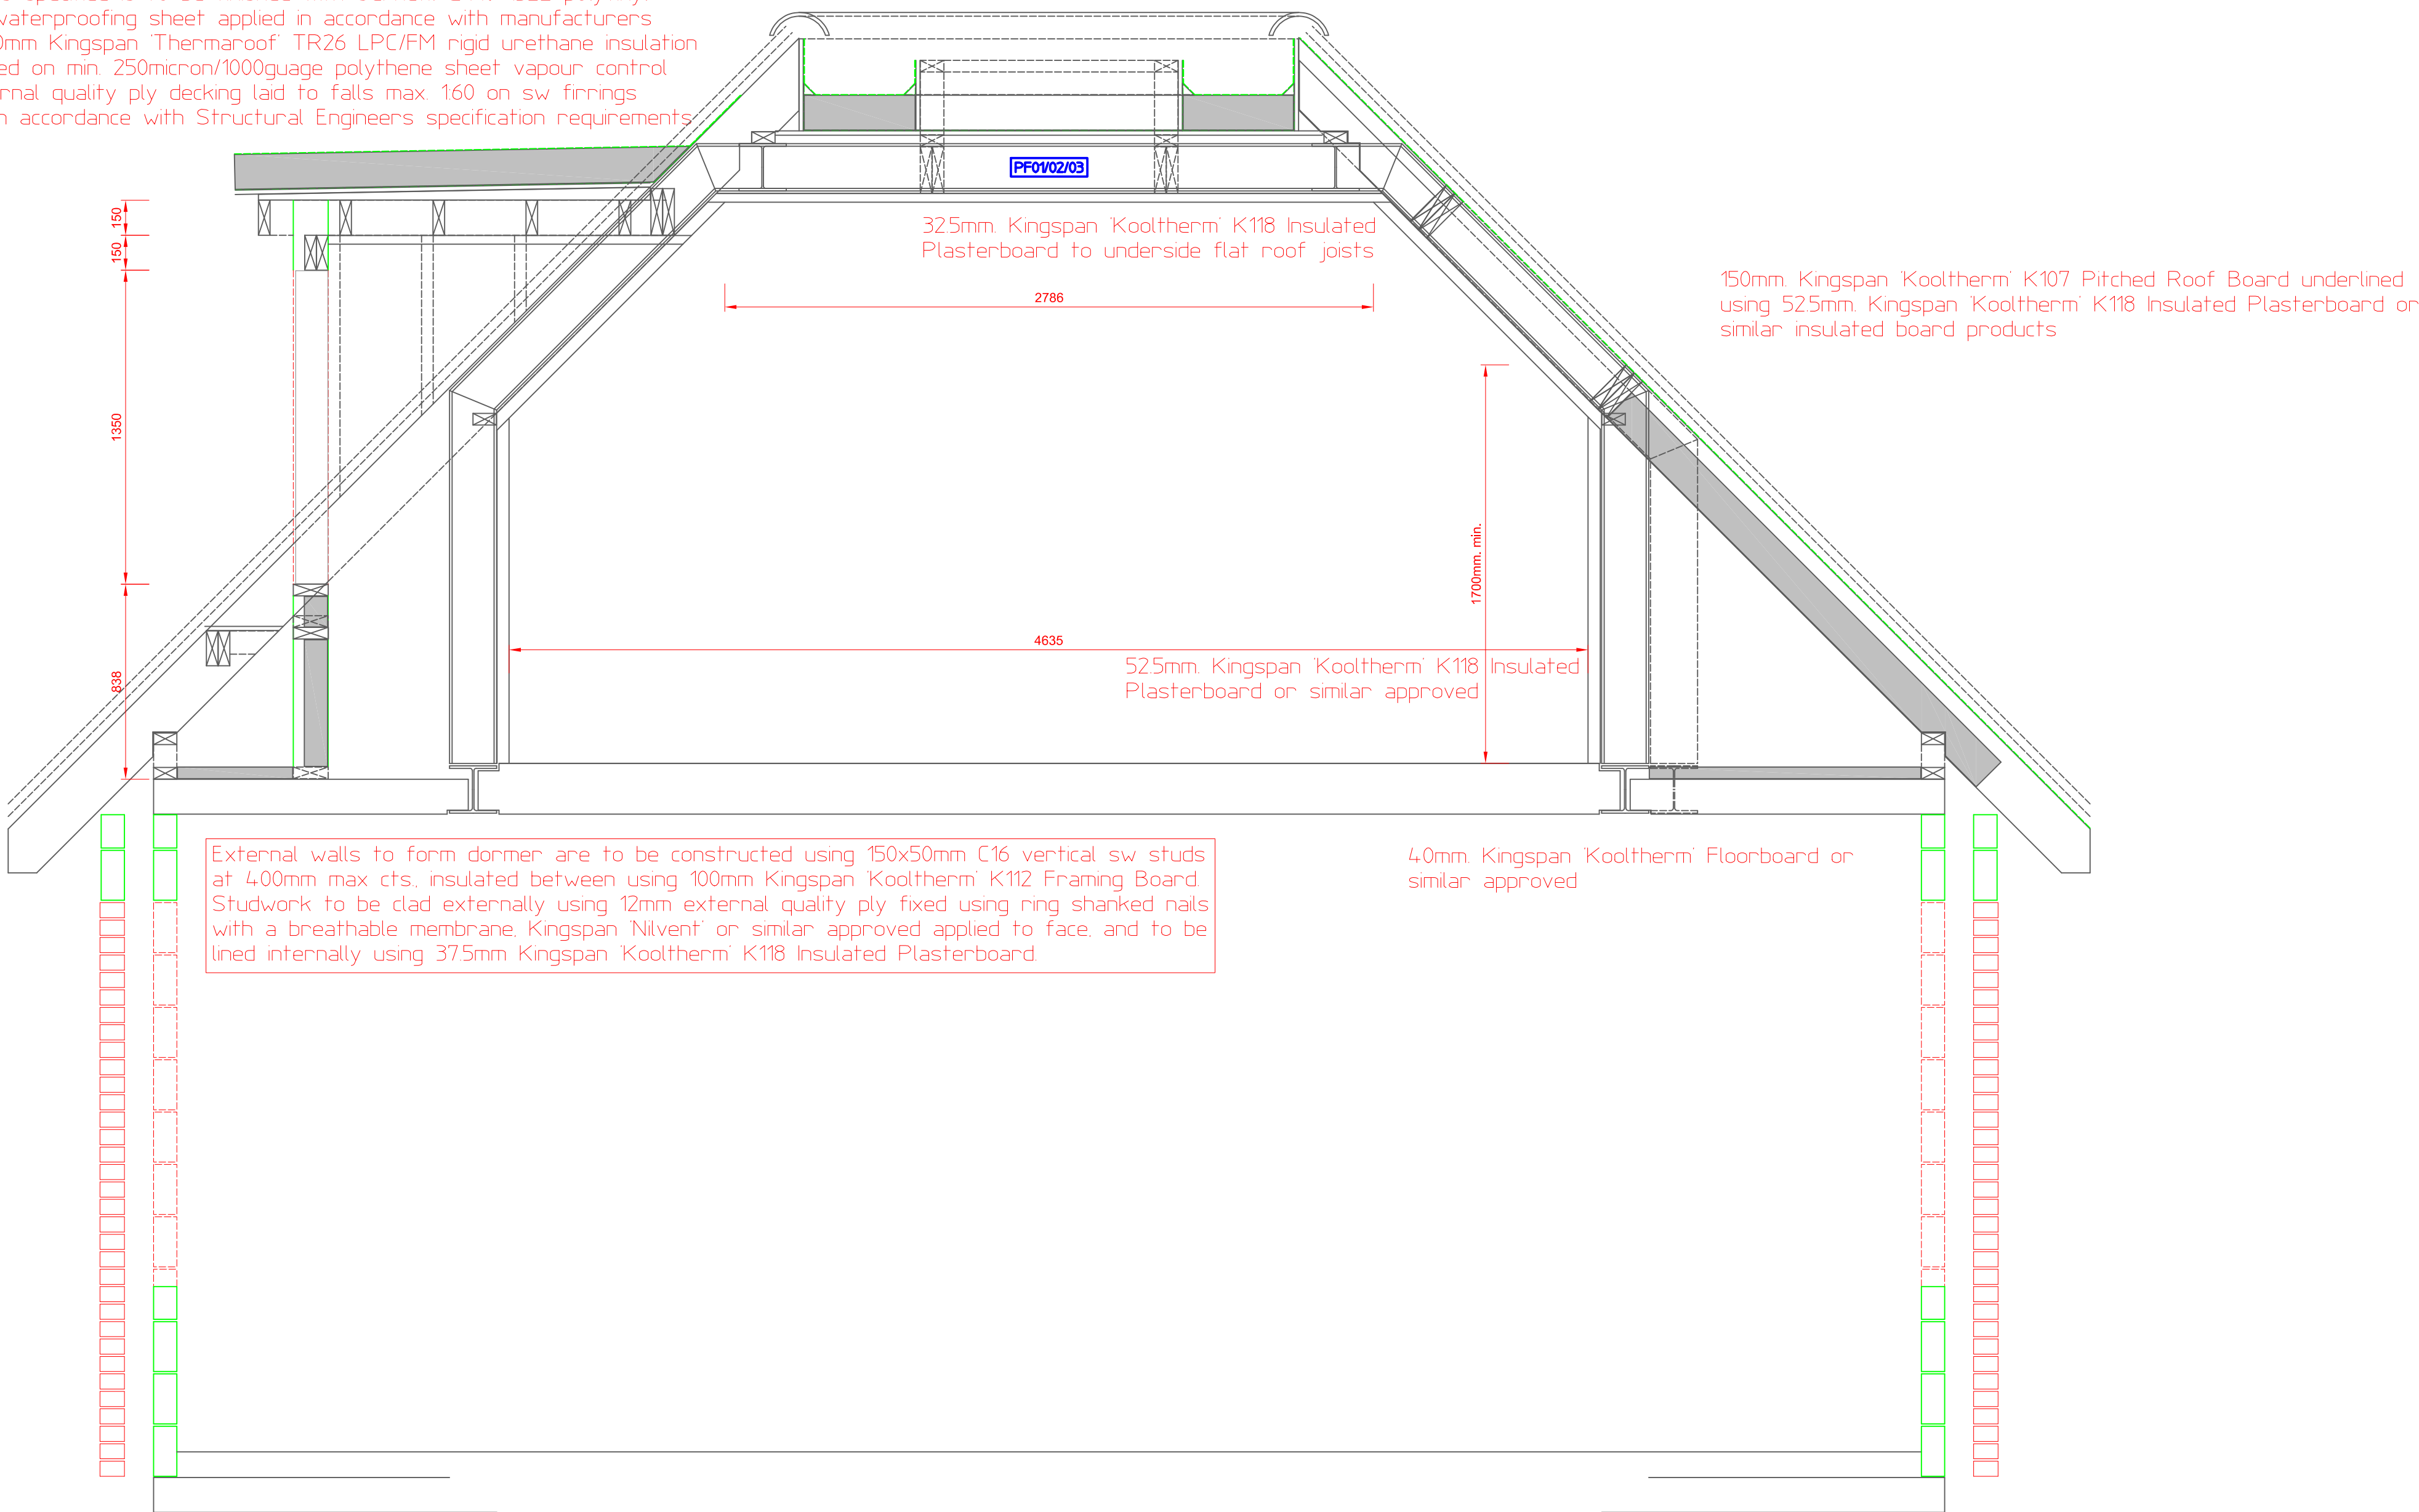 waterproofing sheet applied in accordance with manufacturers
0mm Kingspan 'Thermaroof' TR26 LPC/FM rigid urethane insulation
ed on min. 250micron/1000guage polythene sheet vapour control
rnal quality ply decking laid to falls max. 1:60 on sw firrings
n accordance with Structural Engineers specification requirements
PF01/02/03
32.5mm. Kingspan 'Kooltherm' K118 Insulated
Plasterboard to underside flat roof joists
2786
150mm. Kingspan 'Kooltherm' K107 Pitched Roof Board underlined
using 52.5mm. Kingspan 'Kooltherm' K118 Insulated Plasterboard or
similar insulated board products
150
150
1350
838
1700mm. min.
4635
52.5mm. Kingspan 'Kooltherm' K118 Insulated
Plasterboard or similar approved
External walls to form dormer are to be constructed using 150x50mm C16 vertical sw studs
at 400mm max cts., insulated between using 100mm Kingspan 'Kooltherm' K112 Framing Board.
Studwork to be clad externally using 12mm external quality ply fixed using ring shanked nails
with a breathable membrane, Kingspan 'Nilvent' or similar approved applied to face, and to be
lined internally using 37.5mm Kingspan 'Kooltherm' K118 Insulated Plasterboard.
40mm. Kingspan 'Kooltherm' Floorboard or
similar approved